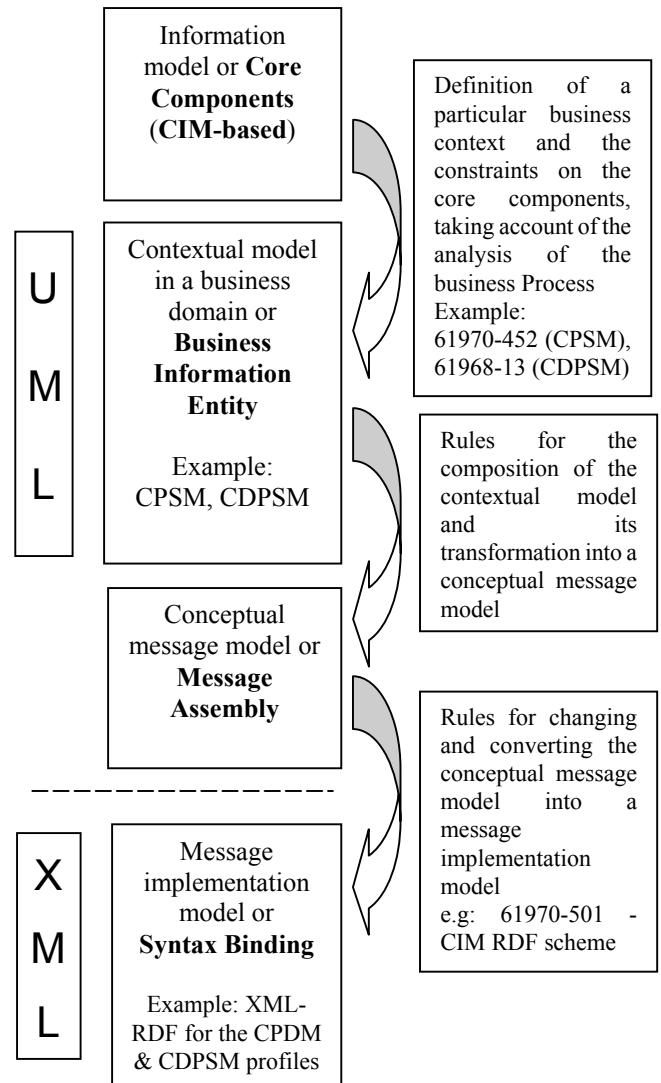 Information
model or Core
Components
(CIM-based)
Definition of a
particular business
context and the
constraints on the
core components,
taking account of the
analysis of the
business Process
Example:
61970-452 (CPSM),
61968-13 (CDPSM)
U
M
L
Contextual model
in a business
domain or
Business
Information
Entity
Example:
CPSM, CDPSM
Rules for the
composition of the
contextual model
and its
transformation into a
conceptual message
model
Conceptual
message model or
Message
Assembly
Rules for changing
and converting the
conceptual message
model into a
message
implementation
model
e.g: 61970-501 -
CIM RDF scheme
X
M
L
Message
implementation
model or
Syntax Binding
Example: XML-
RDF for the CPDM
& CDPSM profiles